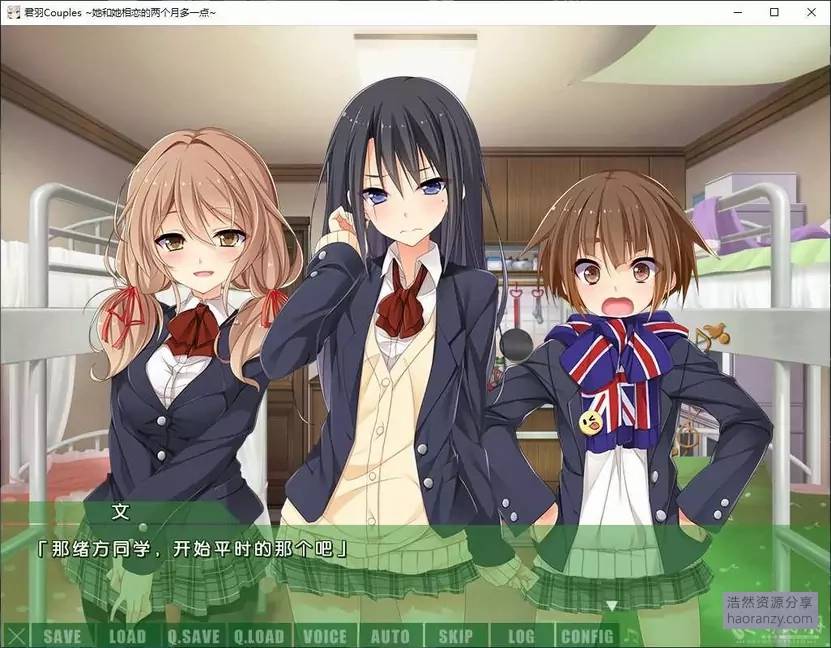 君羽Couples ~她和她相恋的两个月多一点~
文
「那绪方同学，开始平时的那个吧」
SAVE LOAD Q.SAVE Q.LOAD VOICE AUTO SKIP LOG CONFIG
浩然资源分享
haoranzy.com